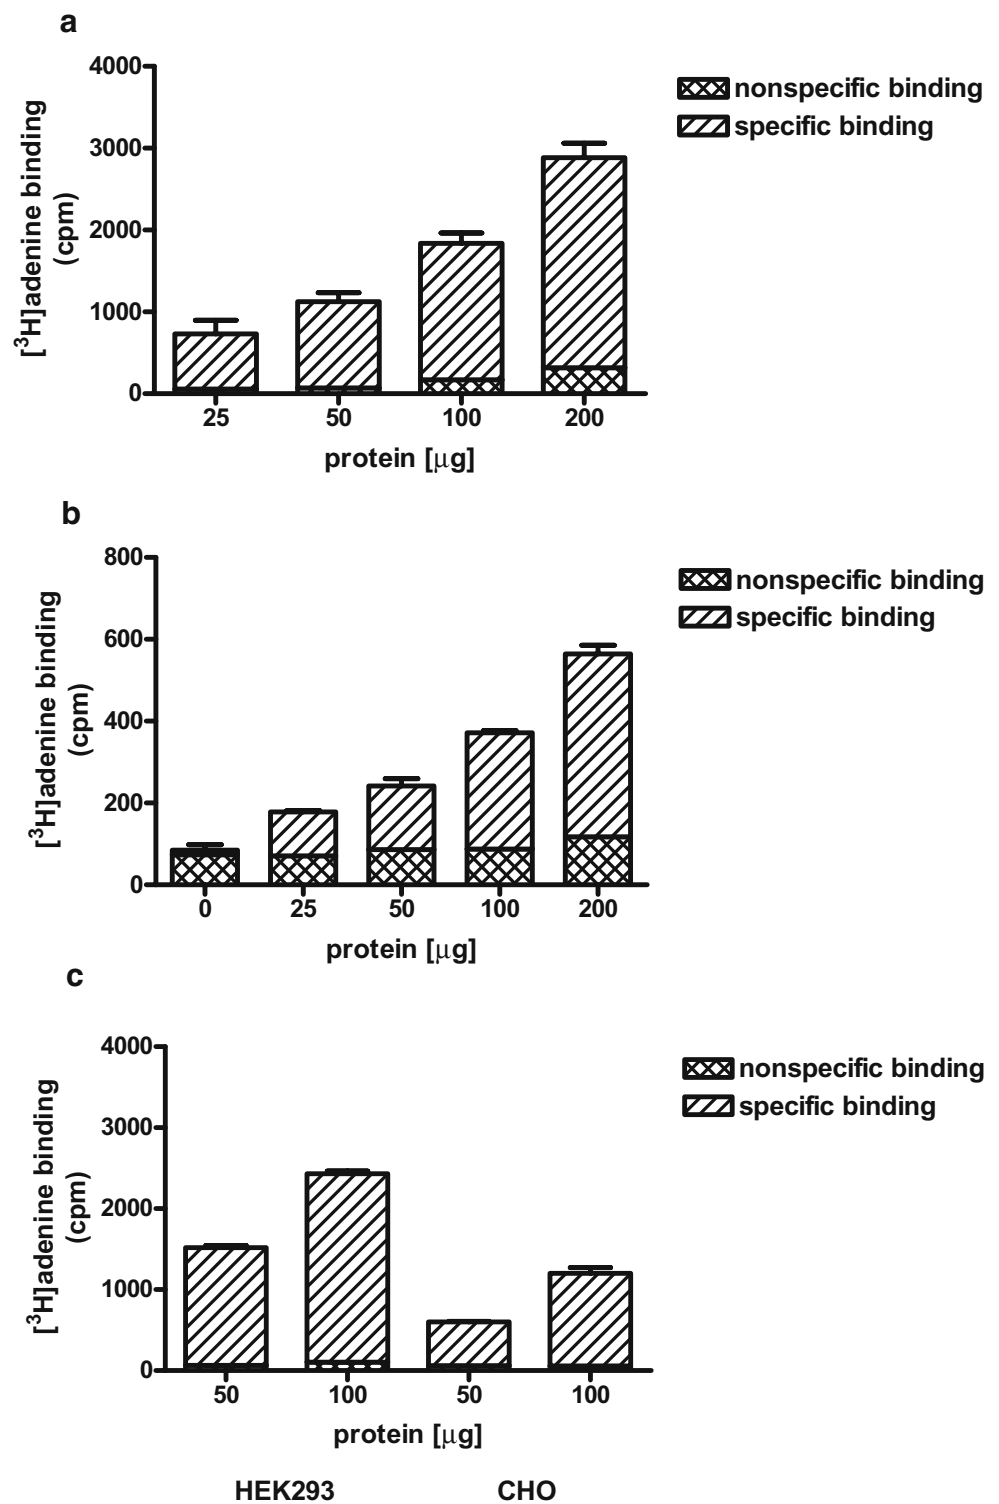 a
4000
3000
2000
1000
0
[³H]adenine binding
(cpm)
25 50 100 200
protein [μg]
nonspecific binding
specific binding
b
800
600
400
200
0
[³H]adenine binding
(cpm)
0 25 50 100 200
protein [μg]
nonspecific binding
specific binding
c
4000
3000
2000
1000
0
[³H]adenine binding
(cpm)
50 100 50 100
protein [μg]
HEK293 CHO
nonspecific binding
specific binding